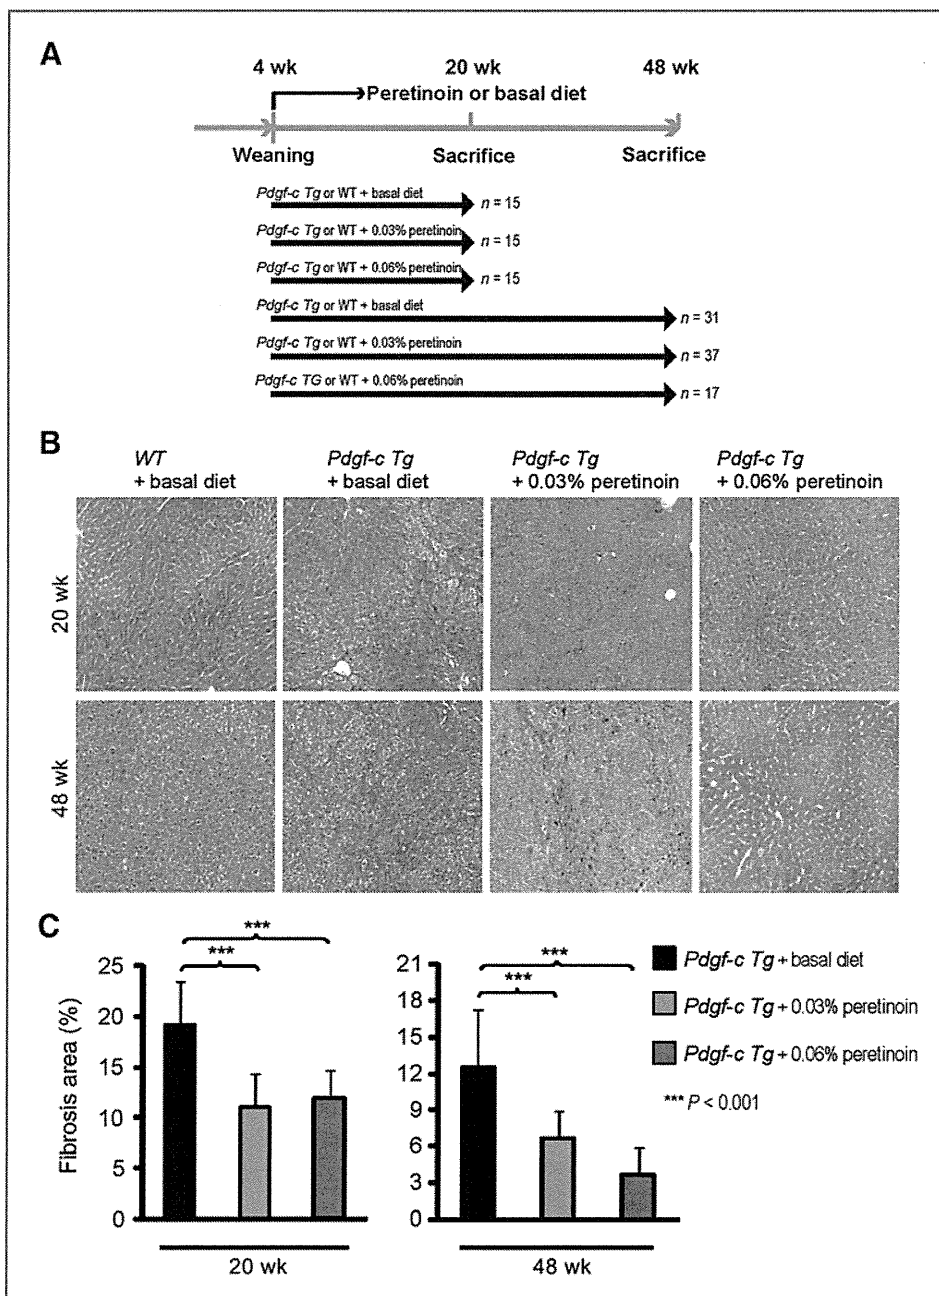 A
4 wk 20 wk 48 wk
Peretinoin or basal diet
Weaning Sacrifice Sacrifice
Pdgf-c Tg or WT + basal diet n = 15
Pdgf-c Tg or WT + 0.03% peretinoin n = 15
Pdgf-c Tg or WT + 0.06% peretinoin n = 15
Pdgf-c Tg or WT + basal diet n = 31
Pdgf-c Tg or WT + 0.03% peretinoin n = 37
Pdgf-c TG or WT + 0.06% peretinoin n = 17
B
WT + basal diet
Pdgf-c Tg + basal diet
Pdgf-c Tg + 0.03% peretinoin
Pdgf-c Tg + 0.06% peretinoin
20 wk
48 wk
C
Fibrosis area (%)
25
20
15
10
5
0
***
***
20 wk
21
18
15
12
9
6
3
0
***
***
48 wk
Pdgf-c Tg + basal diet
Pdgf-c Tg + 0.03% peretinoin
Pdgf-c Tg + 0.06% peretinoin
*** P < 0.001